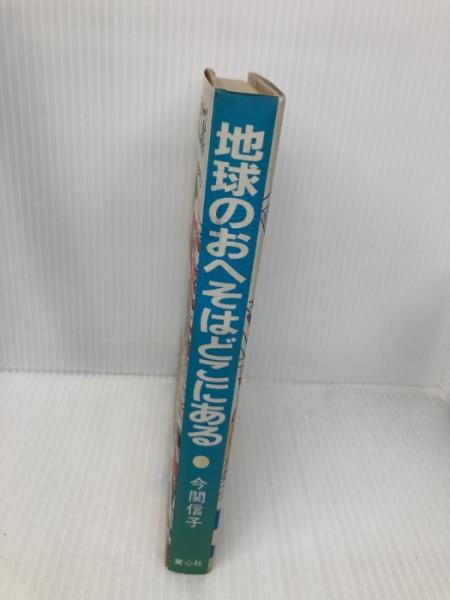 地球のおへそはどこにある
今関信子
童心社